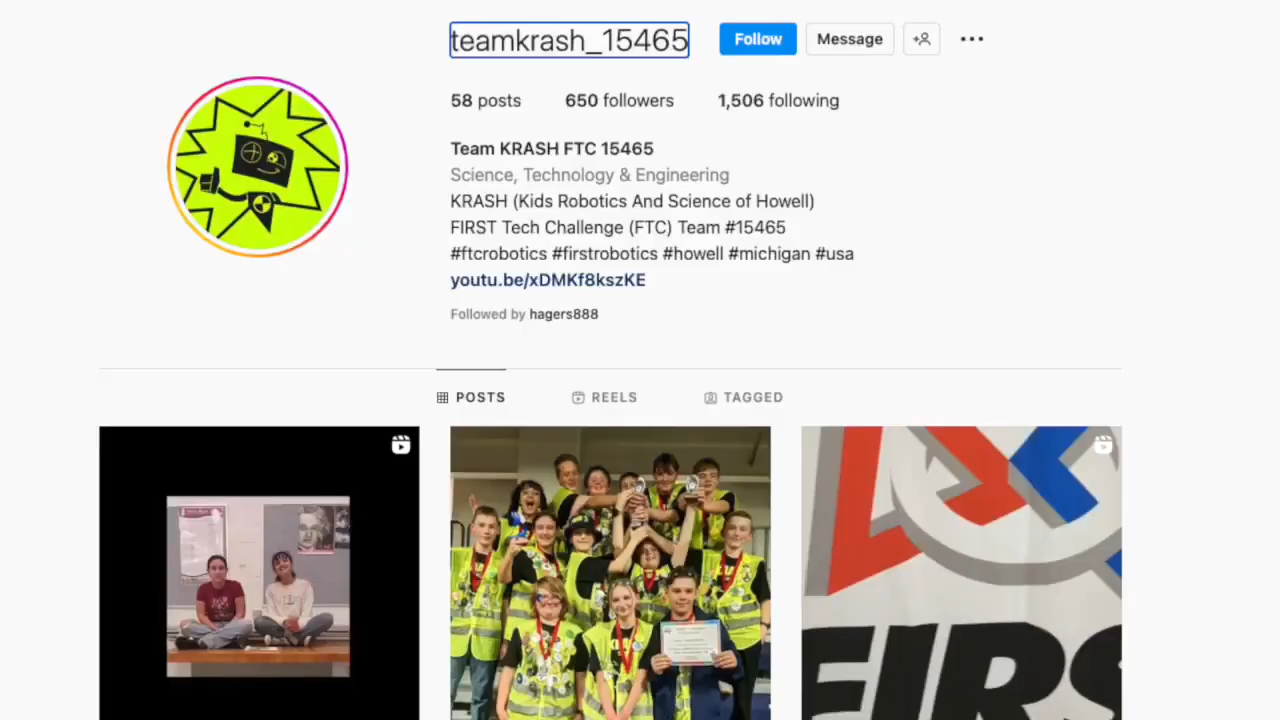 teamkrash_15465 Follow Message
58 posts 650 followers 1,506 following
Team KRASH FTC 15465
Science, Technology & Engineering
KRASH (Kids Robotics And Science of Howell)
FIRST Tech Challenge (FTC) Team #15465
#ftcrobotics #firstrobotics #howell #michigan #usa
youtu.be/xDMKf8kszKE
Followed by hagers888
POSTS REELS TAGGED